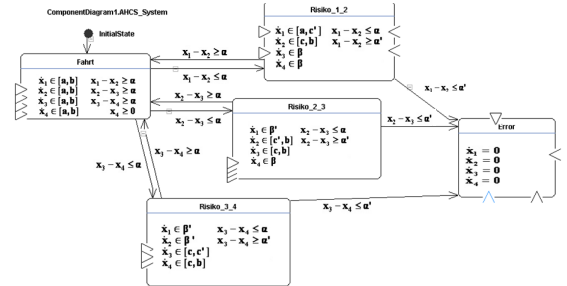 ComponentDiagram1.AHCS_System
InitialState
Fahrt
ẋ₁ ∈ [a,b] x₁ − x₂ ≥ α
ẋ₂ ∈ [a,b] x₂ − x₃ ≥ α
ẋ₃ ∈ [a,b] x₃ − x₄ ≥ α
ẋ₄ ∈ [a,b] x₄ ≥ 0
x₁ − x₂ ≥ α
x₁ − x₂ ≤ α
Risiko_1_2
ẋ₁ ∈ [a,c'] x₁ − x₂ ≤ α
ẋ₂ ∈ [c,b] x₁ − x₂ ≥ α'
ẋ₃ ∈ β
ẋ₄ ∈ β
x₁ − x₂ ≤ α'
x₂ − x₃ ≥ α
x₂ − x₃ ≤ α
Risiko_2_3
ẋ₁ ∈ β' x₂ − x₃ ≤ α
ẋ₂ ∈ [c',b] x₂ − x₃ ≥ α'
ẋ₃ ∈ [c,b]
ẋ₄ ∈ β
x₂ − x₃ ≤ α'
Error
ẋ₁ = 0
ẋ₂ = 0
ẋ₃ = 0
ẋ₄ = 0
x₃ − x₄ ≥ α
x₃ − x₄ ≤ α
Risiko_3_4
ẋ₁ ∈ β' x₃ − x₄ ≤ α
ẋ₂ ∈ β' x₃ − x₄ ≥ α'
ẋ₃ ∈ [c,c']
ẋ₄ ∈ [c,b]
x₃ − x₄ ≤ α'